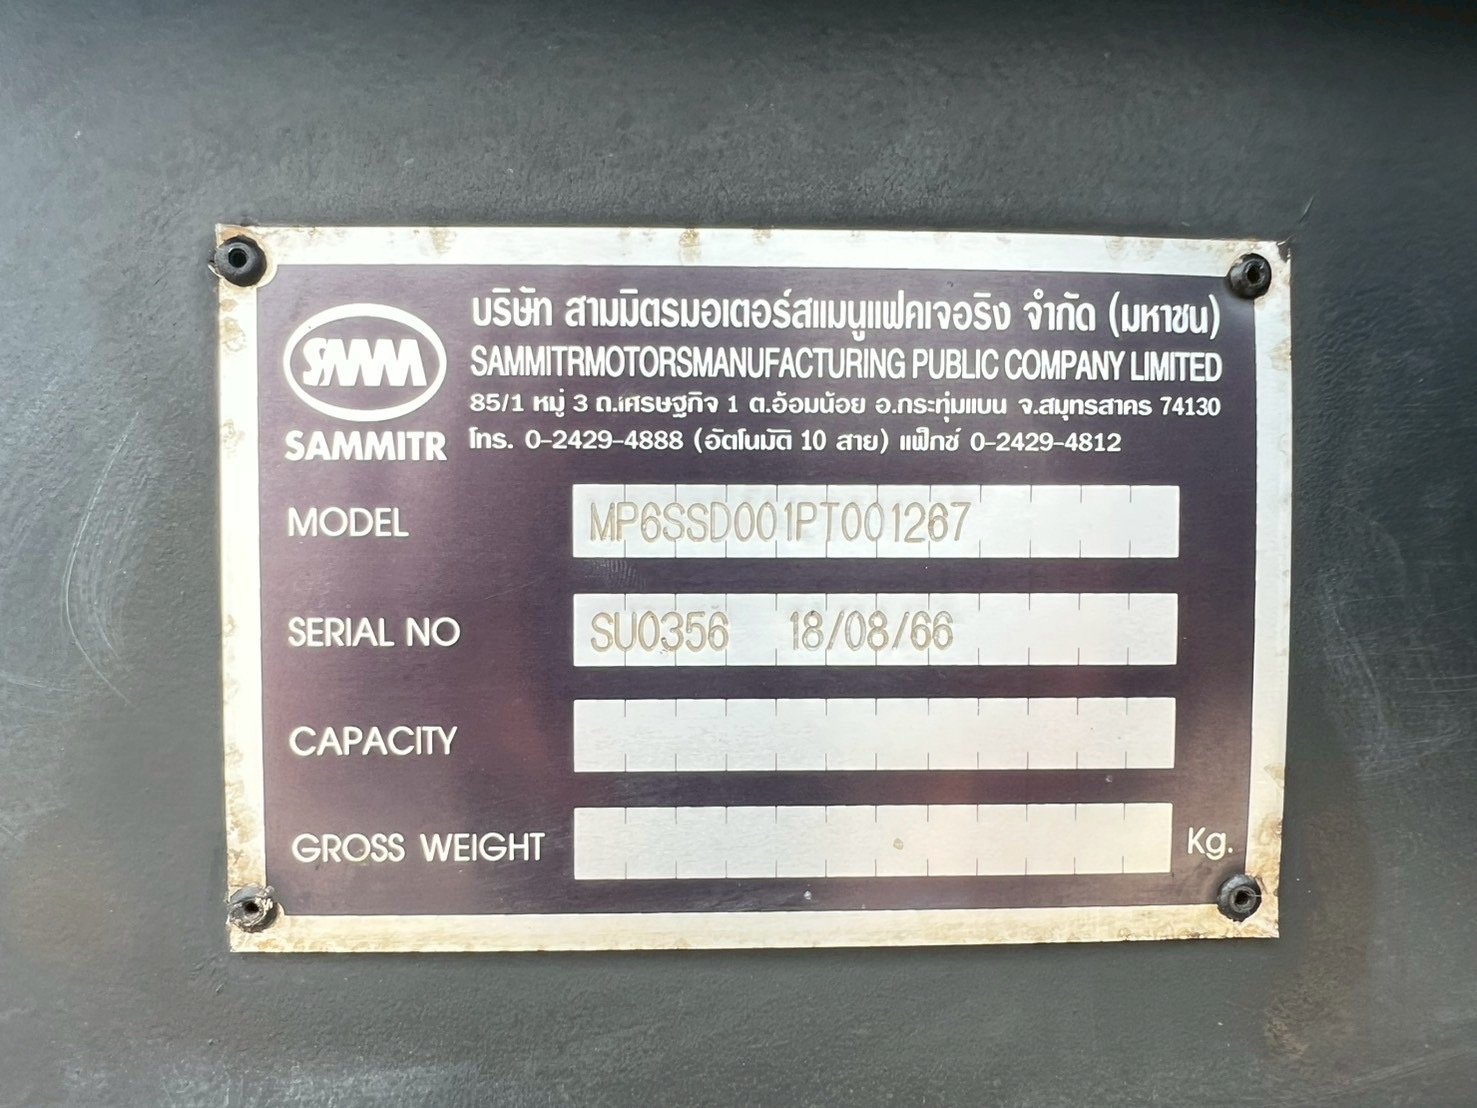 SMM
SAMMITR
บริษัท สามมิตรมอเตอร์สแมนูแฟคเจอริง จำกัด (มหาชน)
SAMMITRMOTORSMANUFACTURING PUBLIC COMPANY LIMITED
85/1 หมู่ 3 ถ.เศรษฐกิจ 1 ต.อ้อมน้อย อ.กระทุ่มแบน จ.สมุทรสาคร 74130
โทร. 0-2429-4888 (อัตโนมัติ 10 สาย) แฟ็กซ์ 0-2429-4812
MODEL MP6SSD001PT001267
SERIAL NO SU0356 18/08/66
CAPACITY
GROSS WEIGHT Kg.